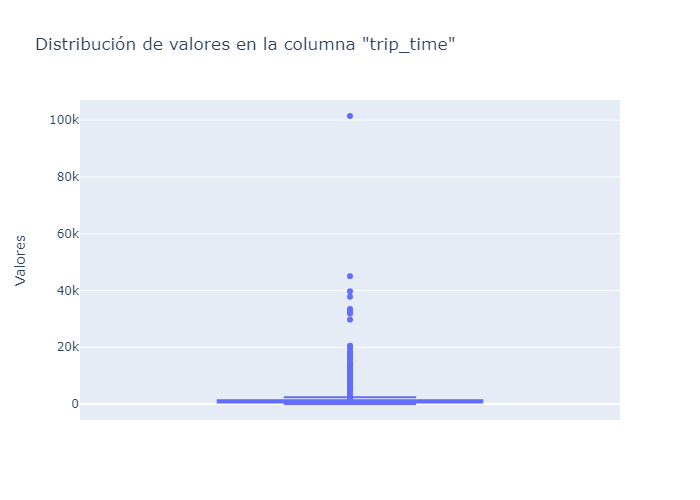 Distribución de valores en la columna "trip_time"
100k
80k
60k
40k
20k
0
Valores